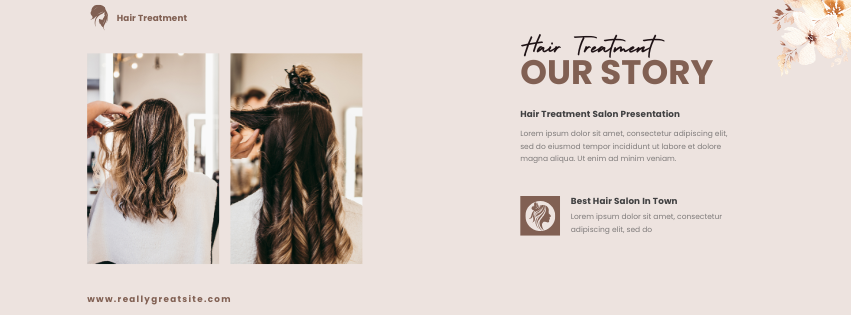 Hair Treatment
Hair Treatment
OUR STORY
Hair Treatment Salon Presentation
Lorem ipsum dolor sit amet, consectetur adipiscing elit,
sed do eiusmod tempor incididunt ut labore et dolore
magna aliqua. Ut enim ad minim veniam.
Best Hair Salon In Town
Lorem ipsum dolor sit amet, consectetur
adipiscing elit, sed do
www.reallygreatsite.com